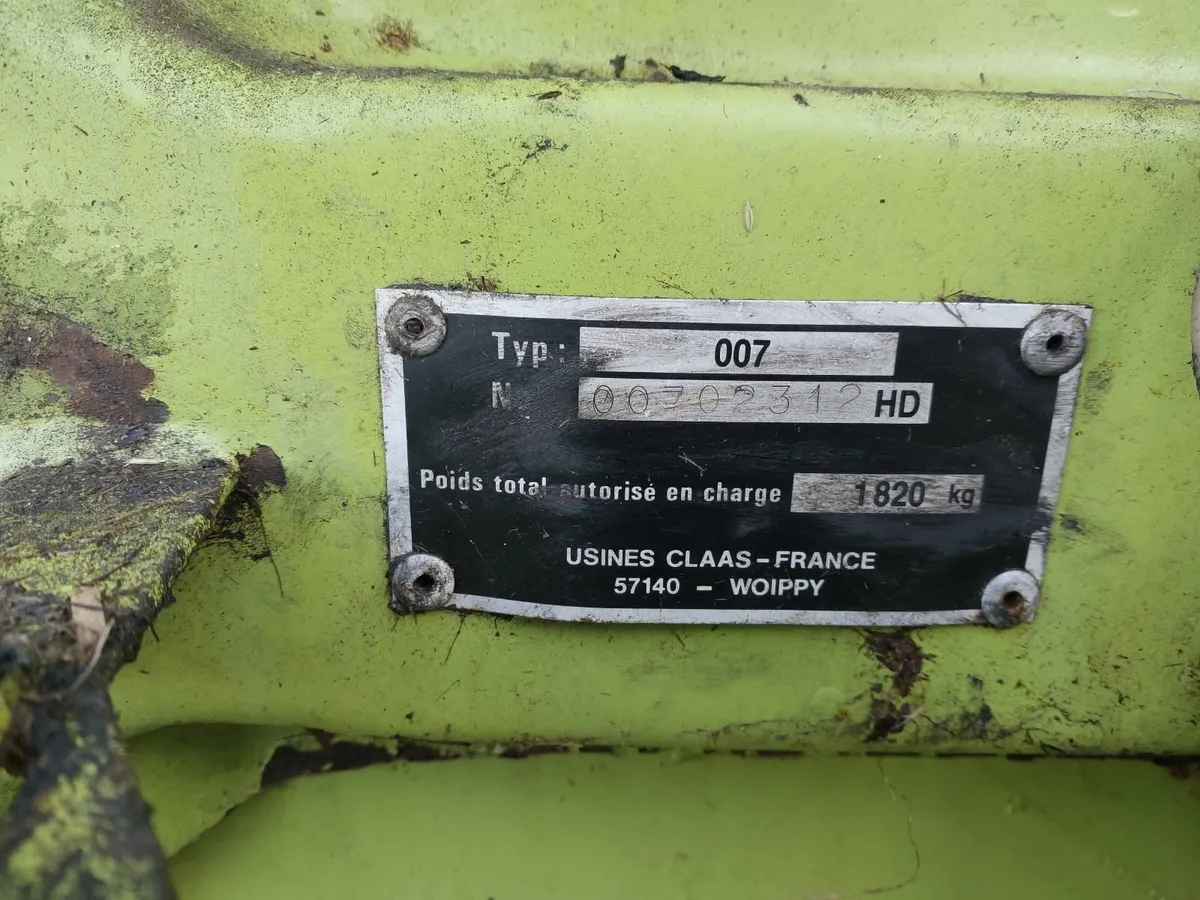 Typ: 007
N 00702312 HD
Poids total autorisé en charge 1820 kg
USINES CLAAS-FRANCE
57140 - WOIPPY